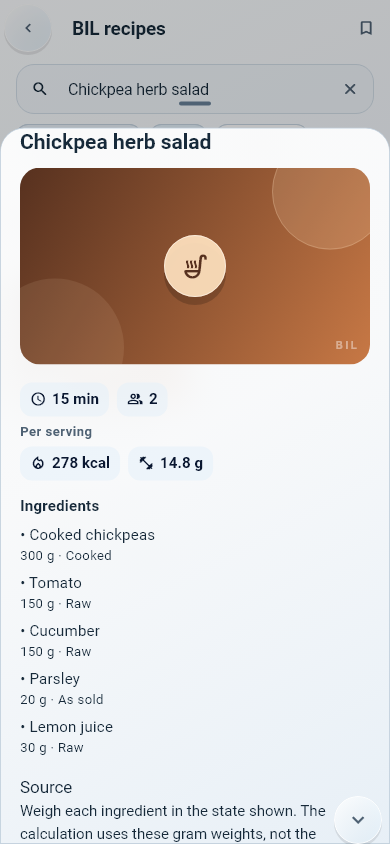 BIL recipes
Chickpea herb salad
Chickpea herb salad
BIL
15 min
2
Per serving
278 kcal
14.8 g
Ingredients
• Cooked chickpeas
300 g · Cooked
• Tomato
150 g · Raw
• Cucumber
150 g · Raw
• Parsley
20 g · As sold
• Lemon juice
30 g · Raw
Source
Weigh each ingredient in the state shown. The
calculation uses these gram weights, not the